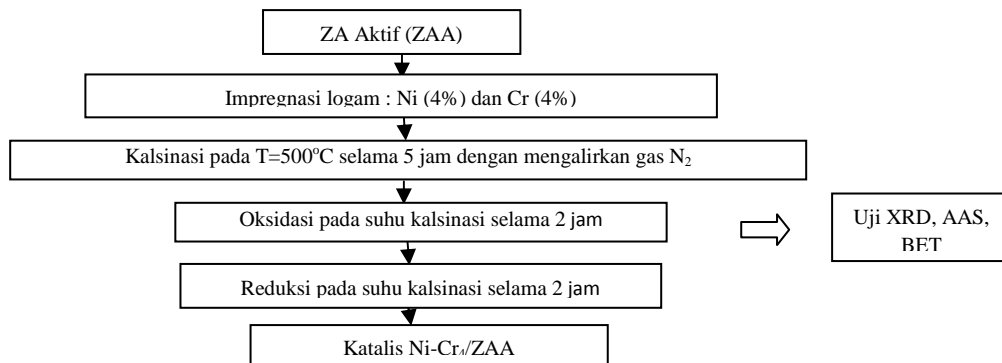 ZA Aktif (ZAA)
Impregnasi logam : Ni (4%) dan Cr (4%)
Kalsinasi pada T=500°C selama 5 jam dengan mengalirkan gas N₂
Oksidasi pada suhu kalsinasi selama 2 jam
Uji XRD, AAS,
BET
Reduksi pada suhu kalsinasi selama 2 jam
Katalis Ni-Cr₄/ZAA